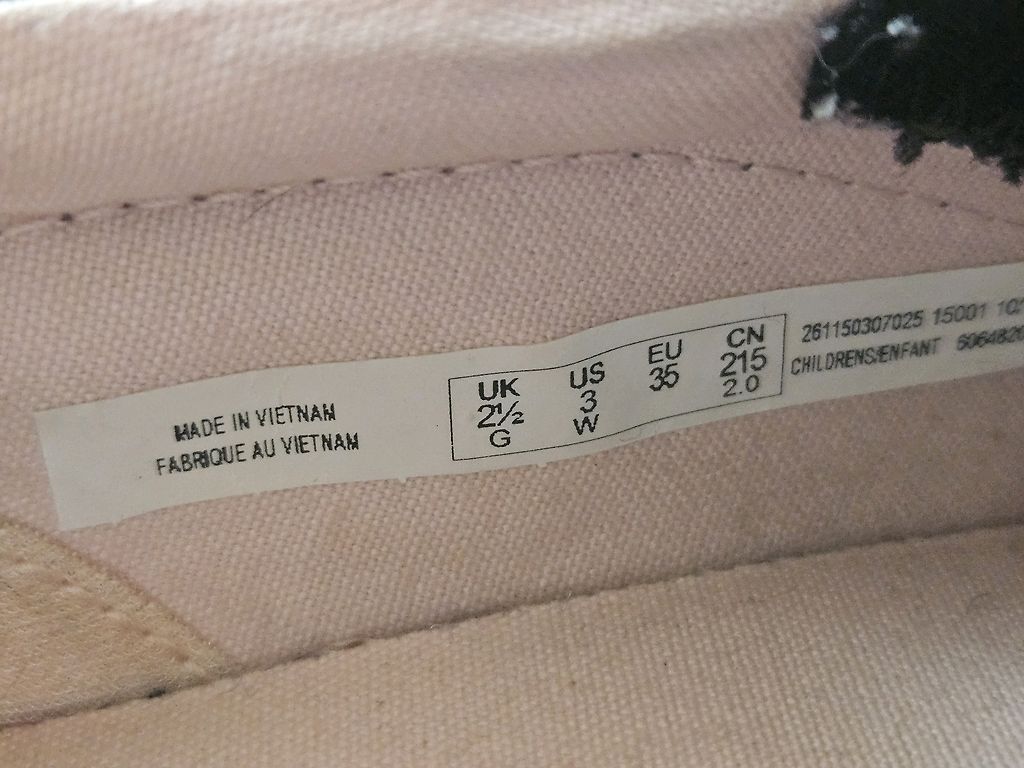 MADE IN VIETNAM
FABRIQUE AU VIETNAM
UK US EU CN
2½ 3 35 215
G W 2.0
261150307025 15001
CHILDRENS/ENFANT